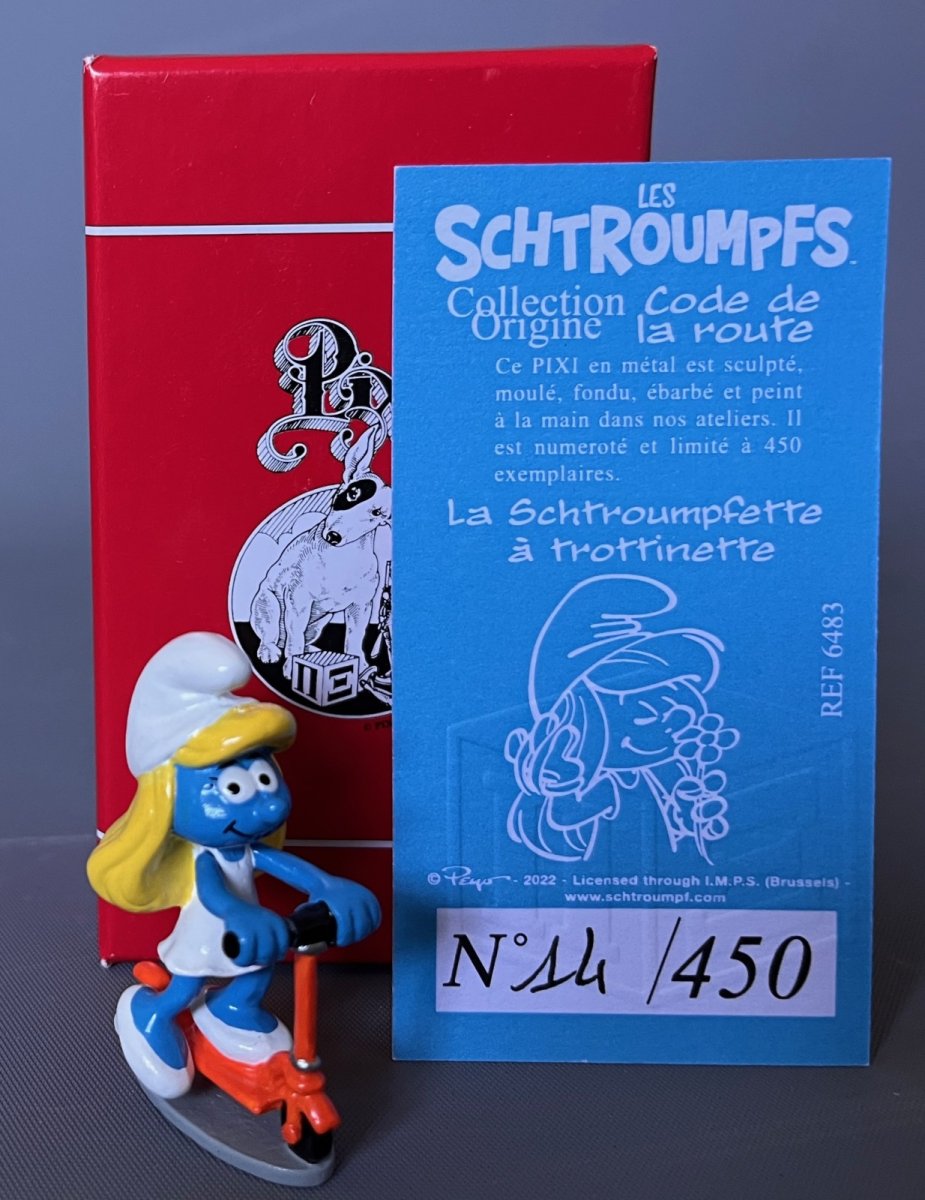 LES
SCHTROUMPFS
Collection Origine
Code de la route
Ce PIXI en métal est sculpté,
moulé, fondu, ébarbé et peint
à la main dans nos ateliers. Il
est numeroté et limité à 450
exemplaires.
La Schtroumpfette
à trottinette
REF 6483
© Peyo - 2022 - Licensed through I.M.P.S. (Brussels) -
www.schtroumpf.com
N°14 /450